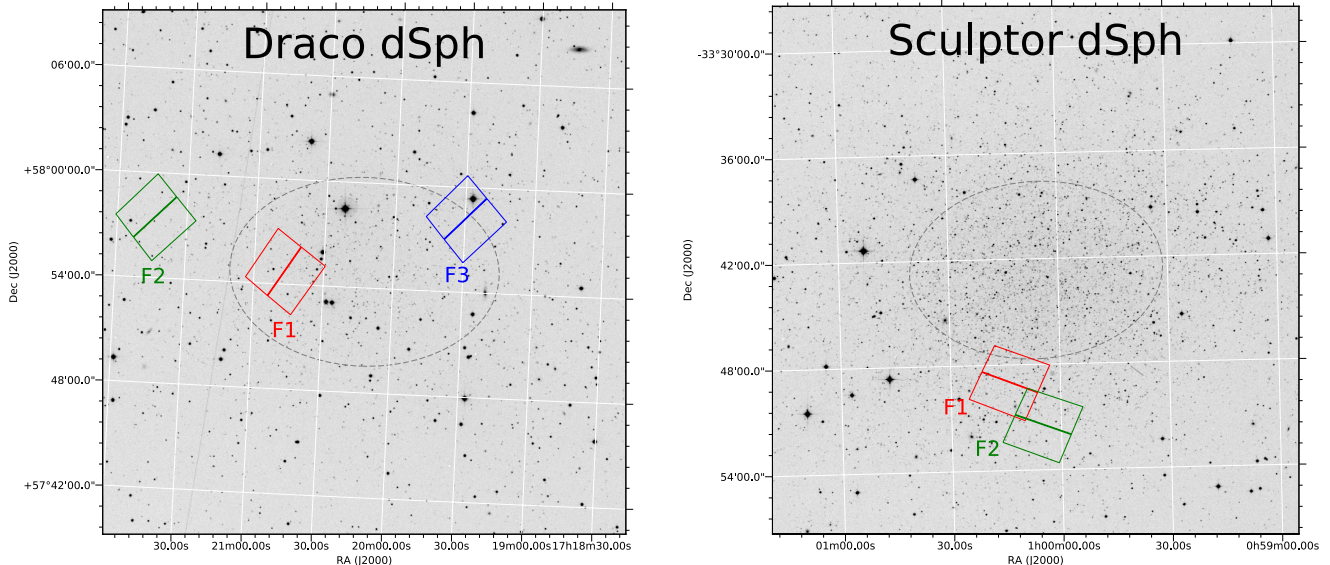 Draco dSph
06'00.0"
+58°00'00.0"
54'00.0"
48'00.0"
+57°42'00.0"
Dec (J2000)
F2
F1
F3
30.00s
21m00.00s
30.00s
20m00.00s
30.00s
19m00.00s
17h18m30.00s
RA (J2000)
Sculptor dSph
-33°30'00.0"
36'00.0"
42'00.0"
48'00.0"
54'00.0"
Dec (J2000)
F1
F2
01m00.00s
30.00s
1h00m00.00s
30.00s
0h59m00.00s
RA (J2000)